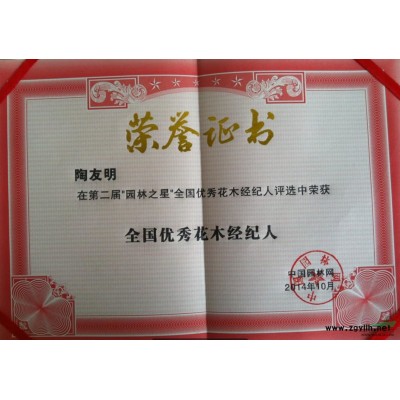 荣誉证书
陶友明
在第二届"园林之星"全国优秀花木经纪人评选中荣获
全国优秀花木经纪人
中国园林网
2014年10月
www.zgyllh.net